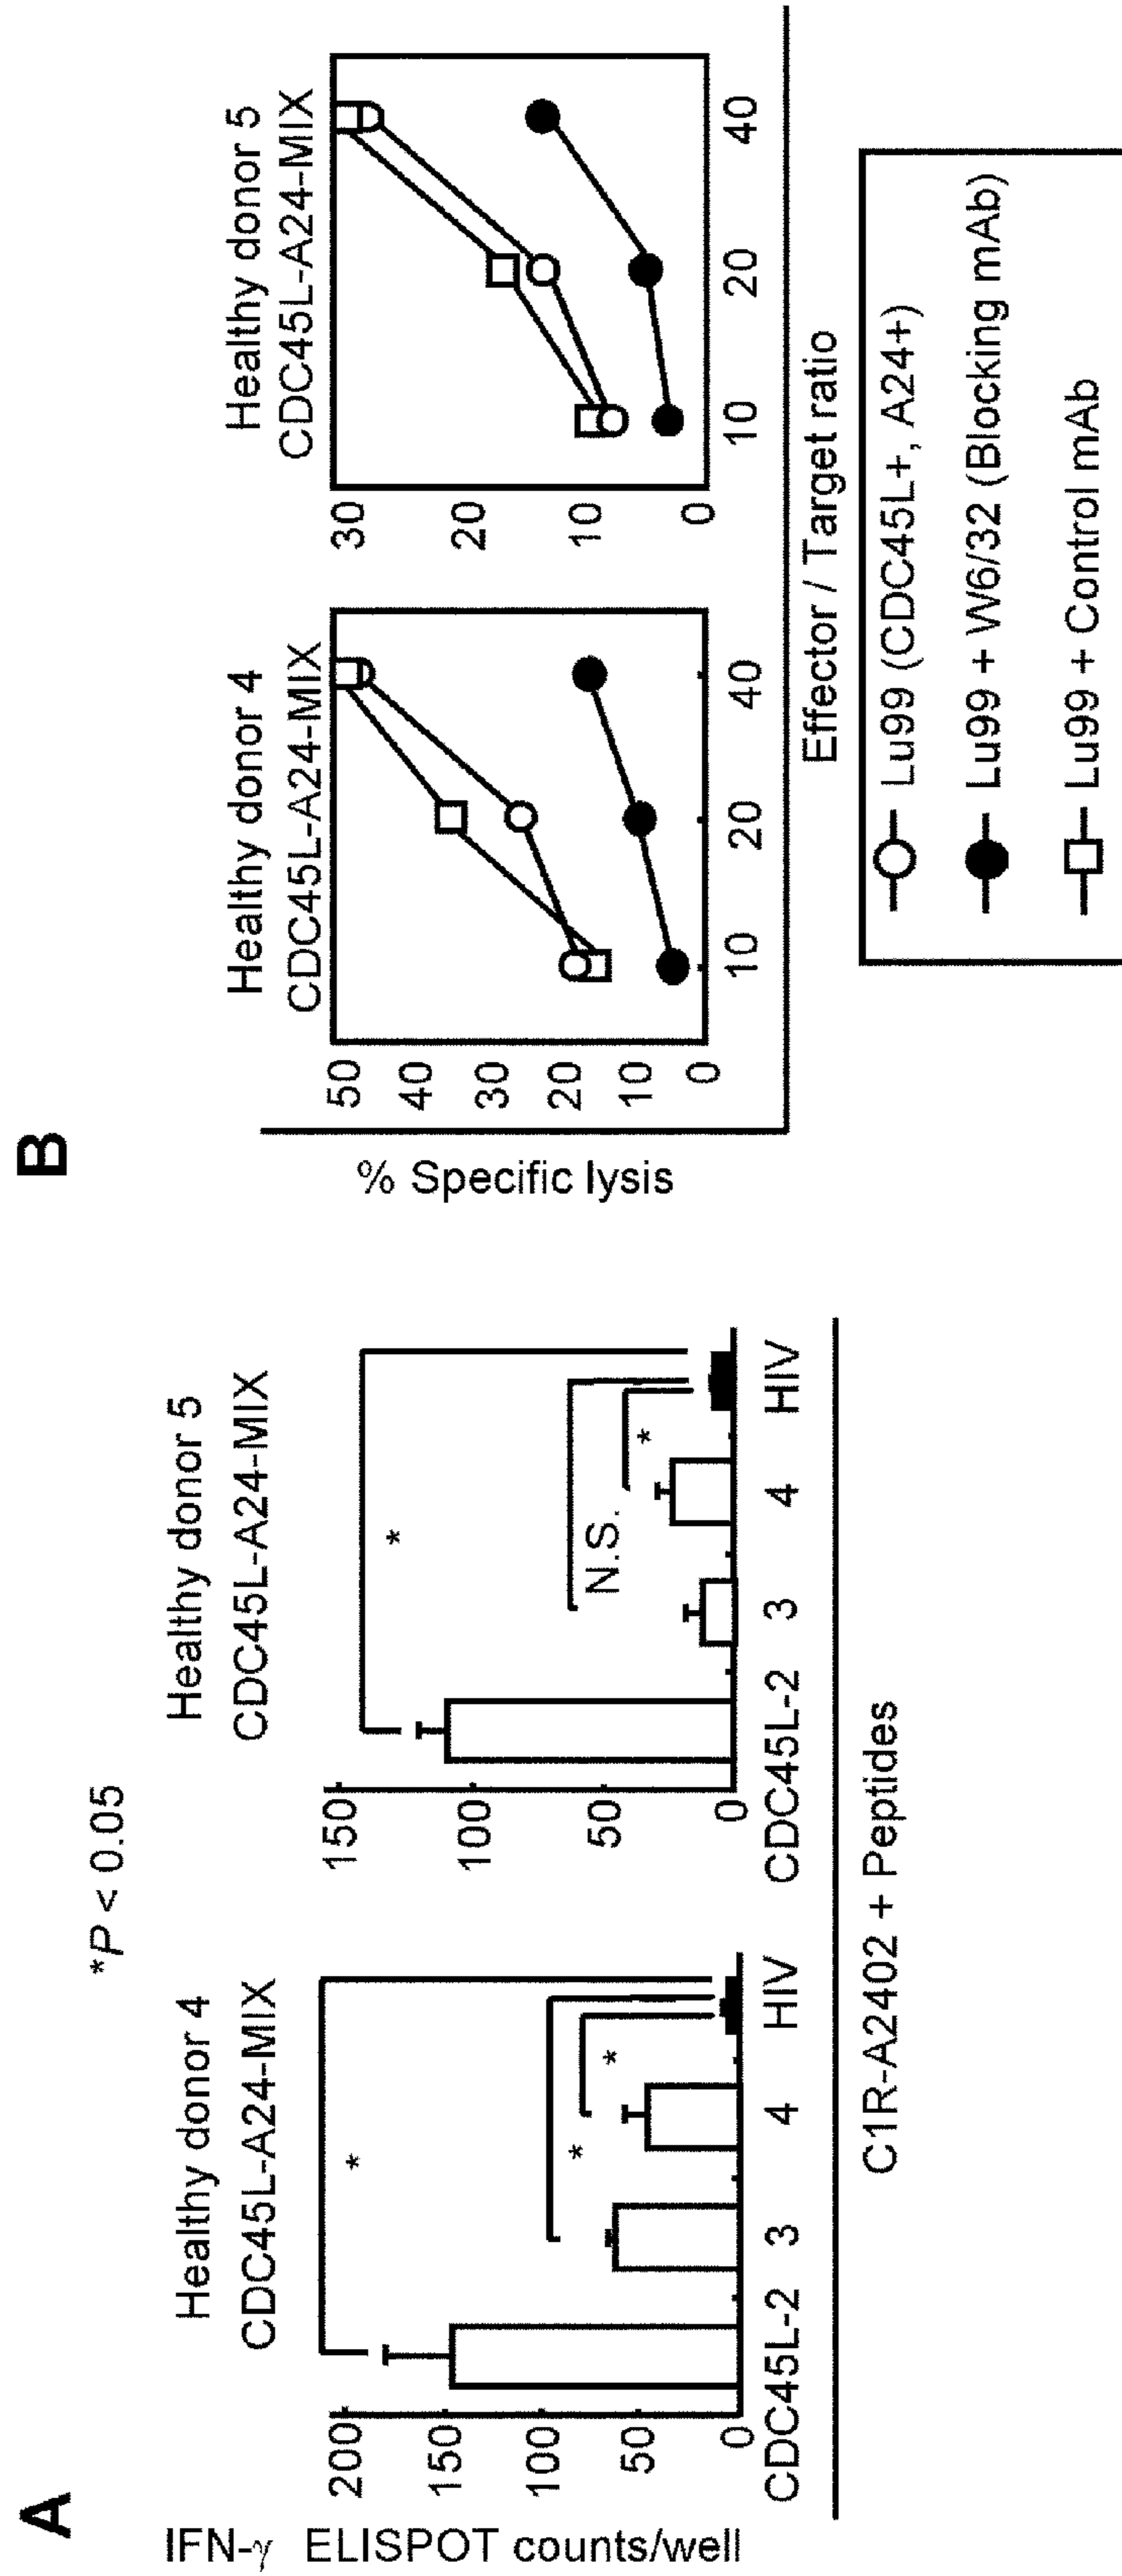 A
*P < 0.05
Healthy donor 4
CDC45L-A24-MIX
Healthy donor 5
CDC45L-A24-MIX
IFN-γ ELISPOT counts/well
200
150
100
50
0
*
*
*
CDC45L-2 3 4 HIV
150
100
50
0
*
N.S.
*
CDC45L-2 3 4 HIV
C1R-A2402 + Peptides
B
Healthy donor 4
CDC45L-A24-MIX
Healthy donor 5
CDC45L-A24-MIX
% Specific lysis
50
40
30
20
10
0
10 20 40
30
20
10
0
10 20 40
Effector / Target ratio
Lu99 (CDC45L+, A24+)
Lu99 + W6/32 (Blocking mAb)
Lu99 + Control mAb